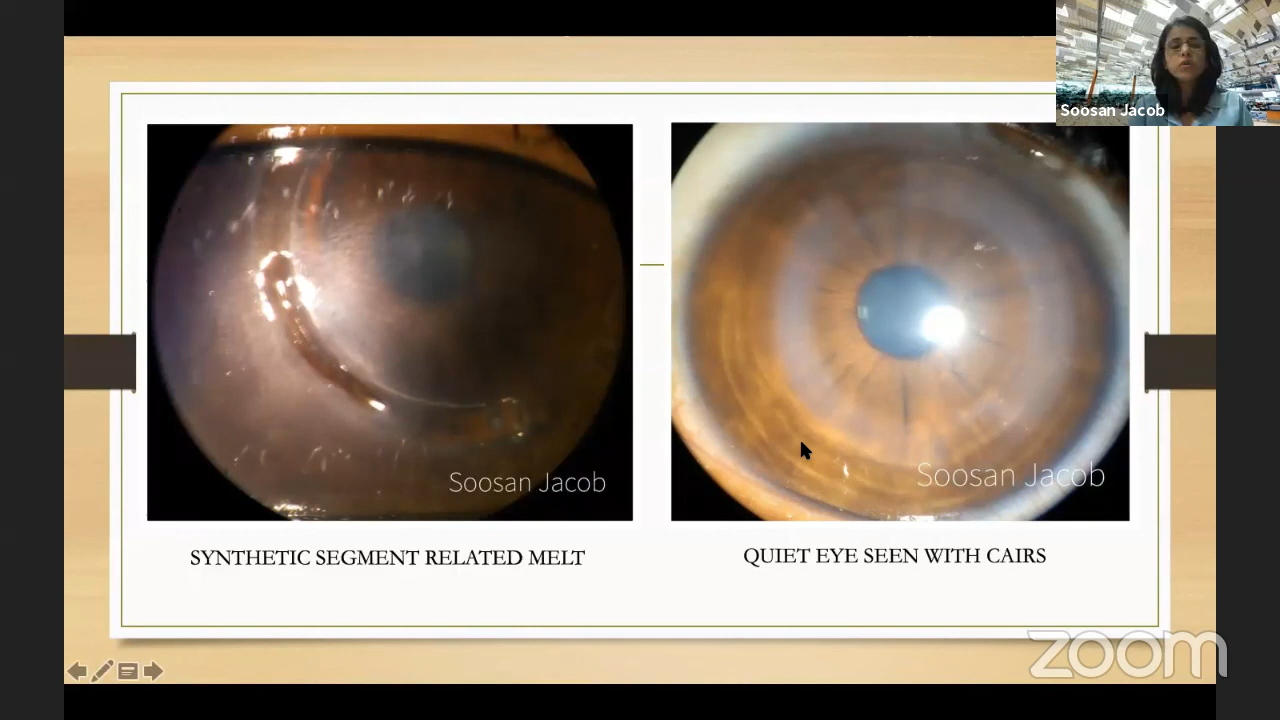 Soosan Jacob
Soosan Jacob
Soosan Jacob
SYNTHETIC SEGMENT RELATED MELT
QUIET EYE SEEN WITH CAIRS
zoom